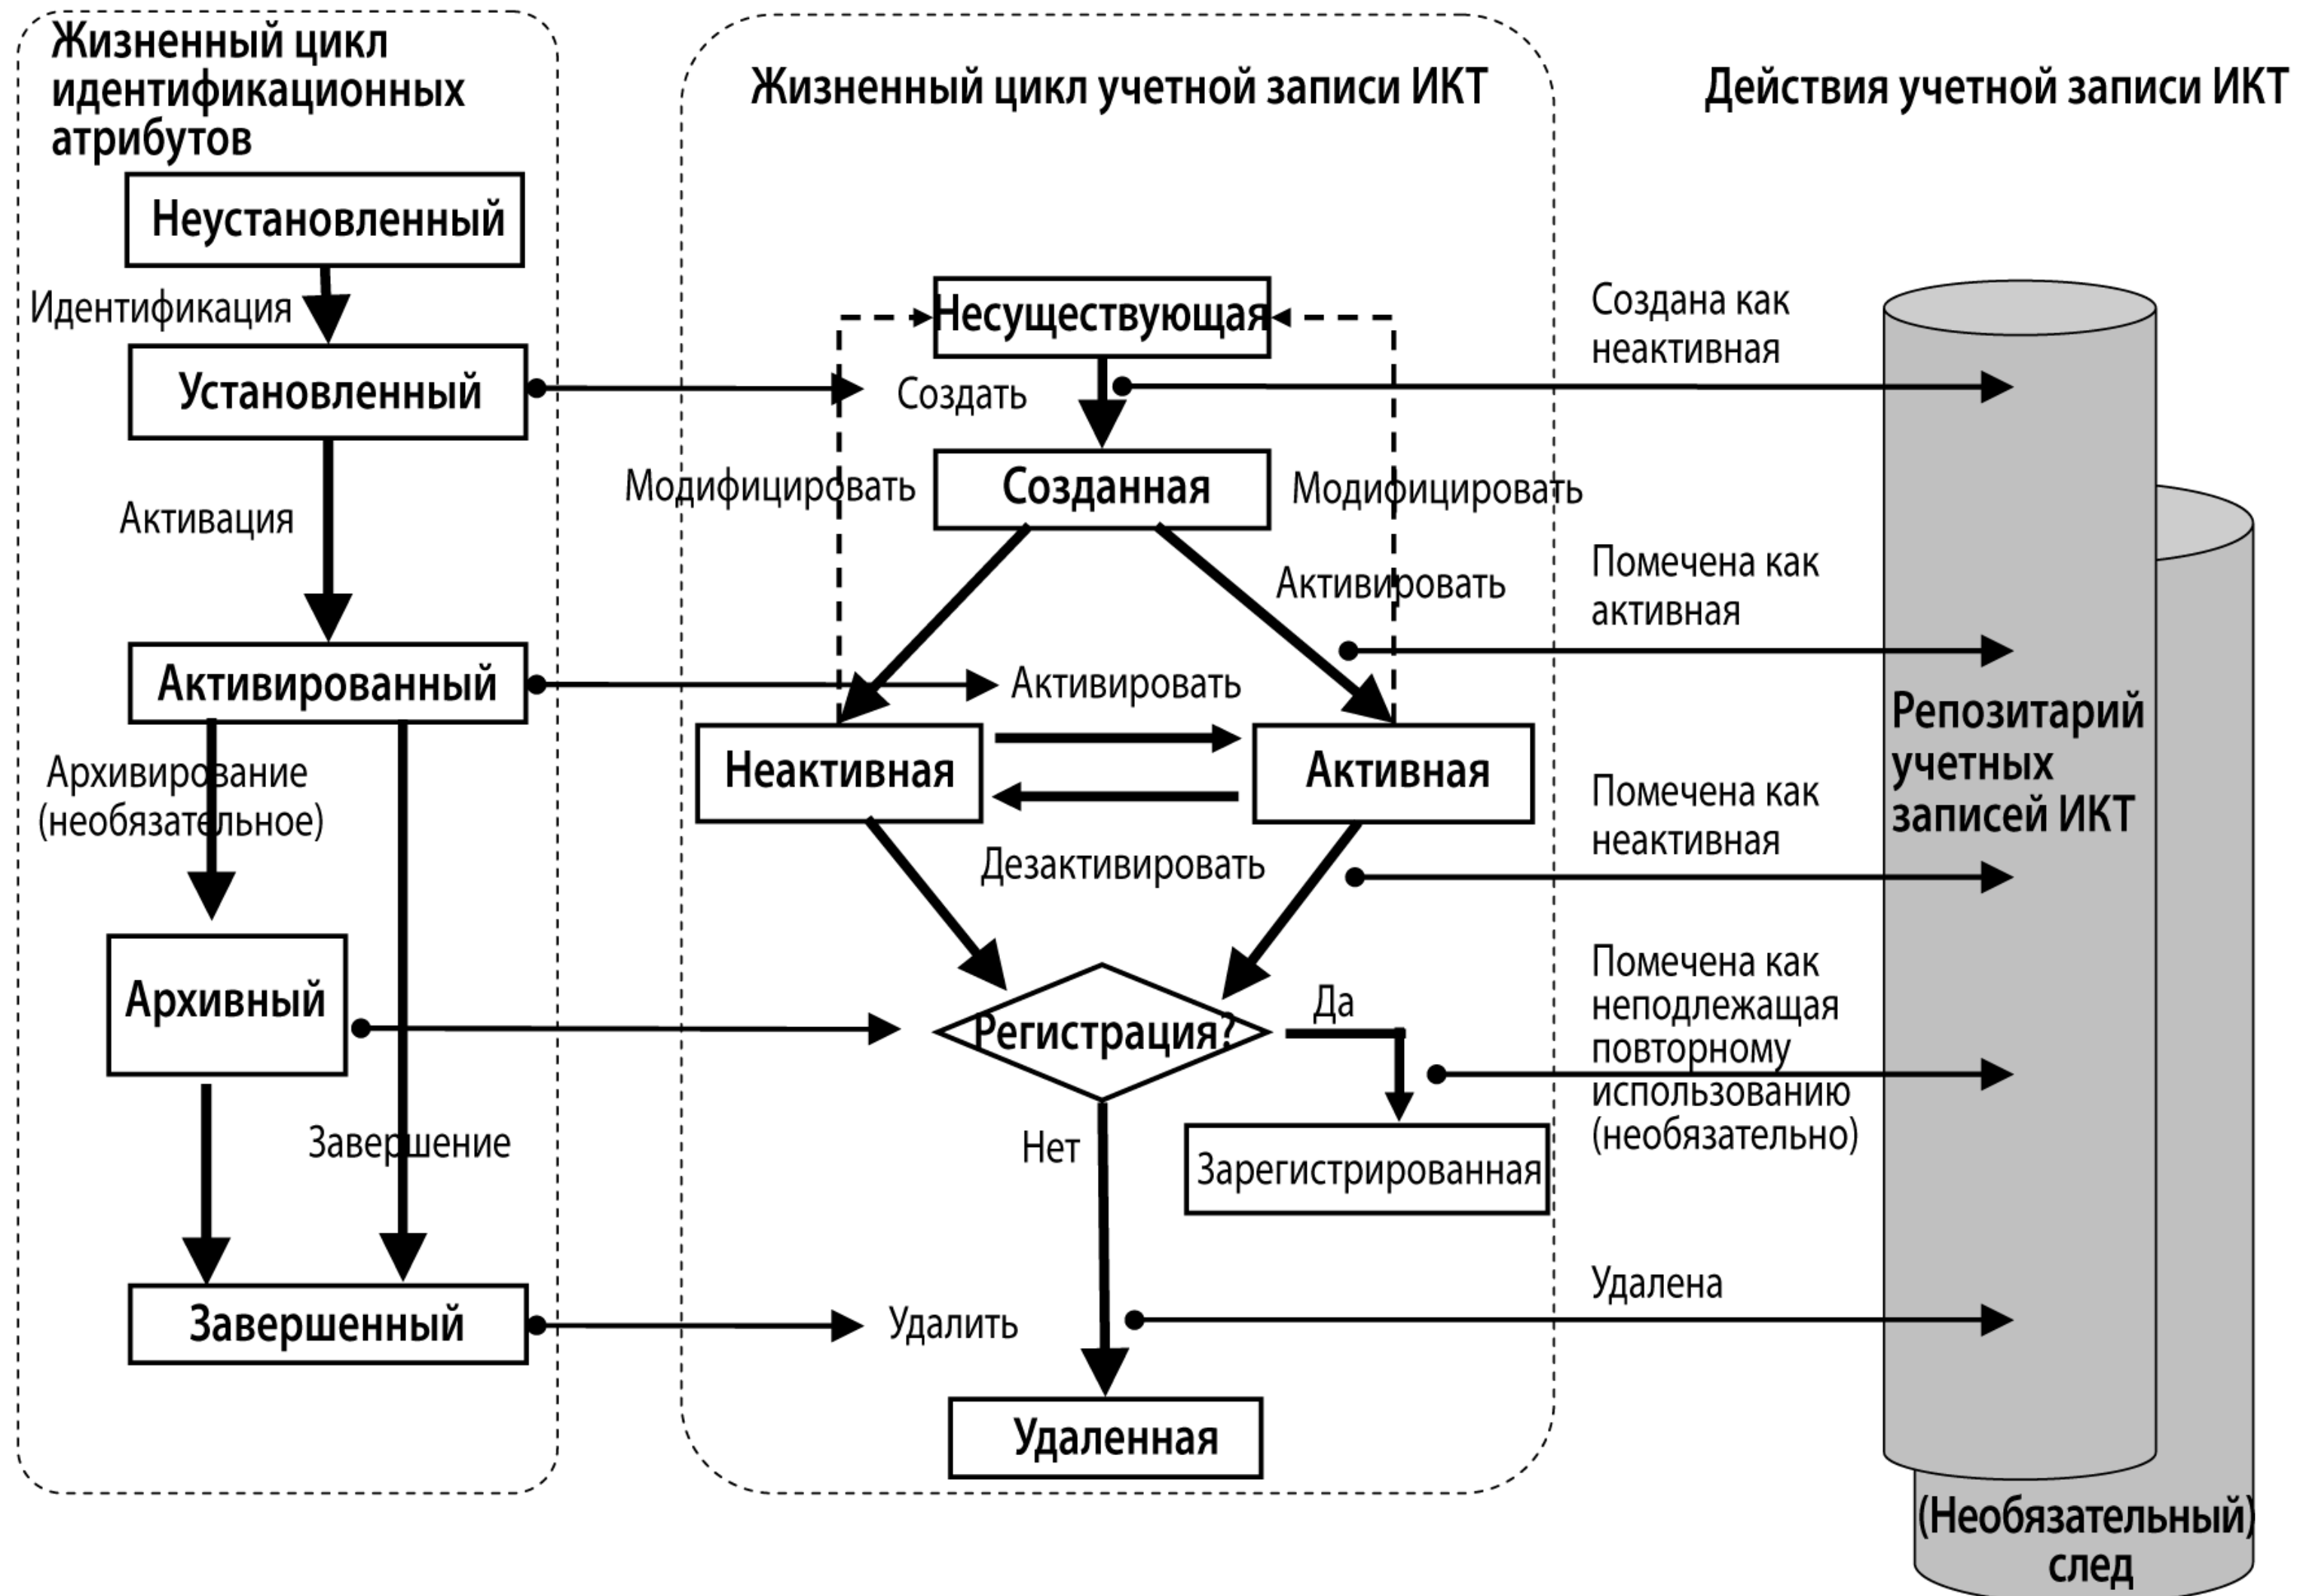 Жизненный цикл
идентификационных
атрибутов
Неустановленный
Идентификация
Установленный
Активация
Активированный
Архивирование
(необязательное)
Архивный
Завершение
Завершенный
Жизненный цикл учетной записи ИКТ
Несуществующая
Создать
Модифицировать
Созданная
Модифицировать
Активировать
Активировать
Неактивная
Активная
Дезактивировать
Регистрация?
Да
Нет
Зарегистрированная
Удалить
Удаленная
Действия учетной записи ИКТ
Создана как
неактивная
Помечена как
активная
Помечена как
неактивная
Помечена как
неподлежащая
повторному
использованию
(необязательно)
Удалена
Репозитарий
учетных
записей ИКТ
(Необязательный)
след